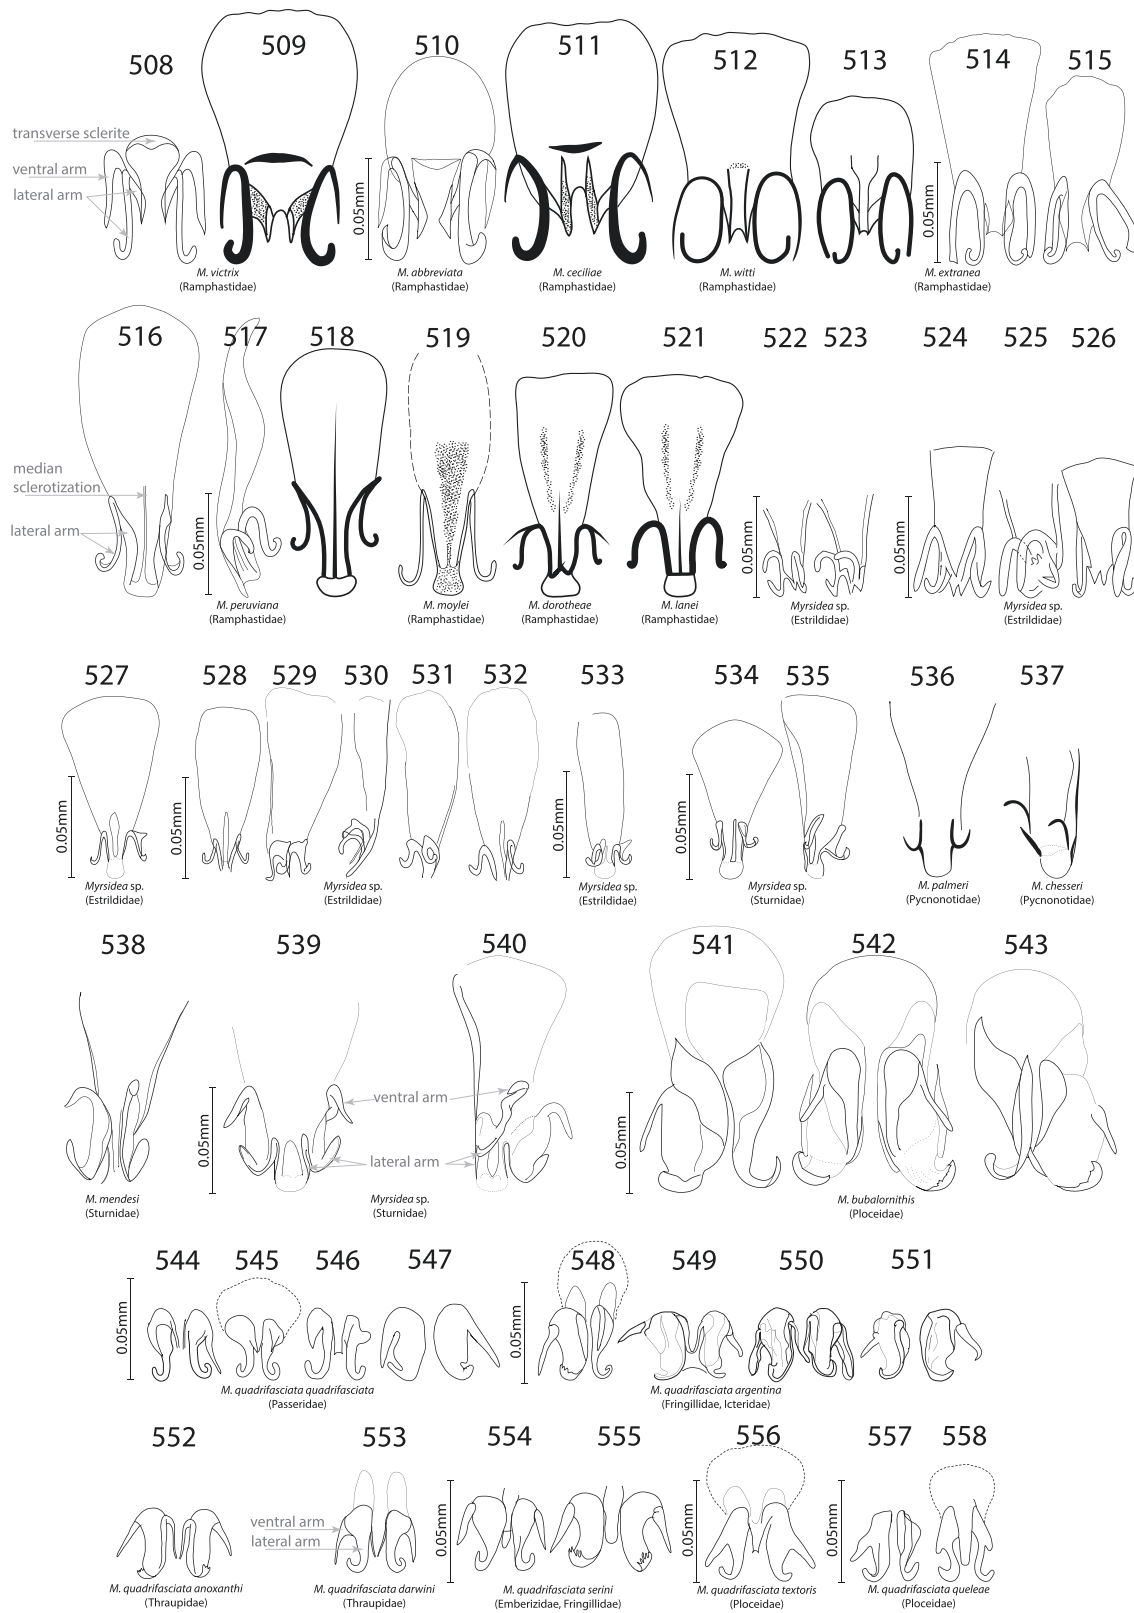 508
509
510
511
512
513
514
515
transverse sclerite
ventral arm
lateral arm
0.05mm
0.05mm
M. victrix
(Ramphastidae)
M. abbreviata
(Ramphastidae)
M. ceciliae
(Ramphastidae)
M. witti
(Ramphastidae)
M. extranea
(Ramphastidae)
516
517
518
519
520
521
522
523
524
525
526
median
sclerotization
lateral arm
0.05mm
0.05mm
0.05mm
M. peruviana
(Ramphastidae)
M. moylei
(Ramphastidae)
M. dorotheae
(Ramphastidae)
M. lanei
(Ramphastidae)
Myrsidea sp.
(Estrildidae)
Myrsidea sp.
(Estrildidae)
527
528
529
530
531
532
533
534
535
536
537
0.05mm
0.05mm
0.05mm
0.05mm
Myrsidea sp.
(Estrildidae)
Myrsidea sp.
(Estrildidae)
Myrsidea sp.
(Estrildidae)
Myrsidea sp.
(Sturnidae)
M. palmeri
(Pycnonotidae)
M. chesseri
(Pycnonotidae)
538
539
540
541
542
543
ventral arm
lateral arm
0.05mm
0.05mm
M. mendesi
(Sturnidae)
Myrsidea sp.
(Sturnidae)
M. bubalornithis
(Ploceidae)
544
545
546
547
548
549
550
551
0.05mm
0.05mm
M. quadrifasciata quadrifasciata
(Passeridae)
M. quadrifasciata argentina
(Fringillidae, Icteridae)
552
553
554
555
556
557
558
ventral arm
lateral arm
0.05mm
0.05mm
0.05mm
M. quadrifasciata anoxanthi
(Thraupidae)
M. quadrifasciata darwini
(Thraupidae)
M. quadrifasciata serini
(Emberizidae, Fringillidae)
M. quadrifasciata textoris
(Ploceidae)
M. quadrifasciata queleae
(Ploceidae)